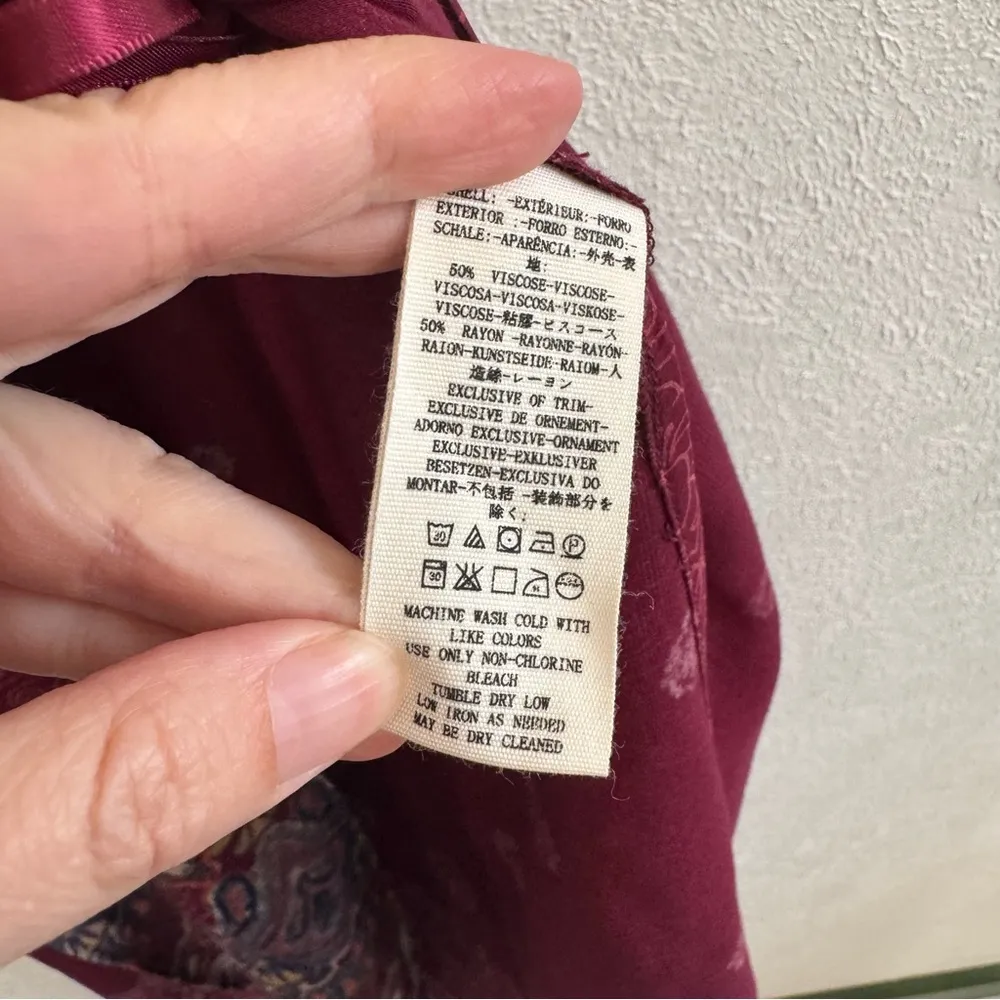 SHELL: -EXTÉRIEUR:-FORRO
EXTERIOR :-FORRO ESTERNO:-
SCHALE:-APARÊNCIA:-外壳-表
地:
50% VISCOSE-VISCOSE-
VISCOSA-VISCOSA-VISKOSE-
VISCOSE-粘膠-ビスコース
50% RAYON -RAYONNE-RAYÓN-
RAION-KUNSTSEIDE-RAIOM-人
造絲-レーヨン
EXCLUSIVE OF TRIM-
EXCLUSIVE DE ORNEMENT-
ADORNO EXCLUSIVE-ORNAMENT
EXCLUSIVE-EXKLUSIVER
BESETZEN-EXCLUSIVA DO
MONTAR-不包括 -装飾部分を
除く;
30 P
30 H
MACHINE WASH COLD WITH
LIKE COLORS
USE ONLY NON-CHLORINE
BLEACH
TUMBLE DRY LOW
LOW IRON AS NEEDED
MAY BE DRY CLEANED